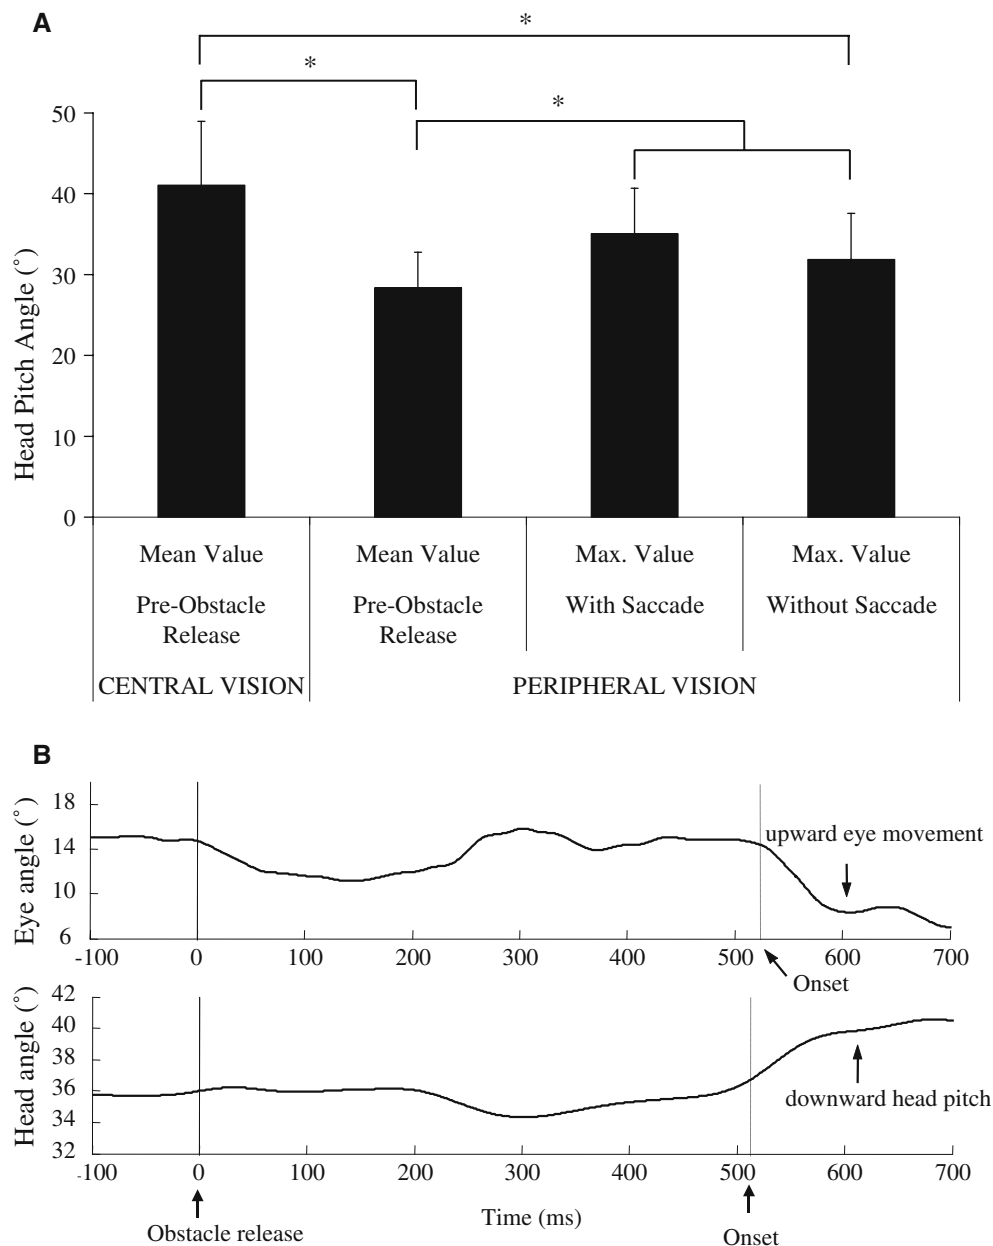 A
*
*
*
50
40
30
20
10
0
Head Pitch Angle (°)
Mean Value
Pre-Obstacle
Release
Mean Value
Pre-Obstacle
Release
Max. Value
With Saccade
Max. Value
Without Saccade
CENTRAL VISION
PERIPHERAL VISION
B
18
14
10
6
Eye angle (°)
upward eye movement
-100 0 100 200 300 400 500 600 700
Onset
42
40
36
34
32
Head angle (°)
downward head pitch
-100 0 100 200 300 400 500 600 700
Time (ms)
Obstacle release
Onset